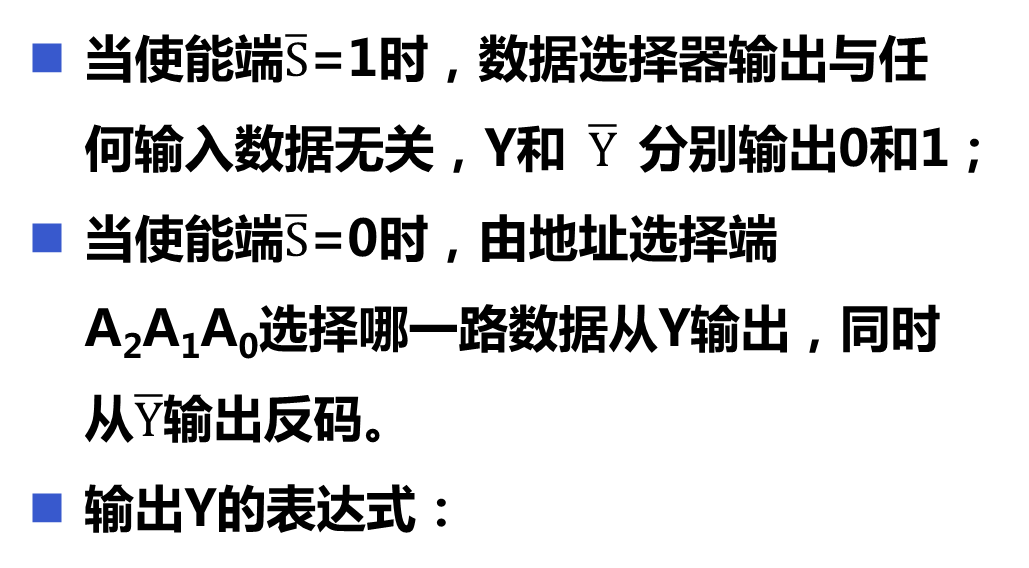 当使能端S̅=1时，数据选择器输出与任
何输入数据无关，Y和 Y̅ 分别输出0和1；
当使能端S̅=0时，由地址选择端
A₂A₁A₀选择哪一路数据从Y输出，同时
从Y̅输出反码。
输出Y的表达式：